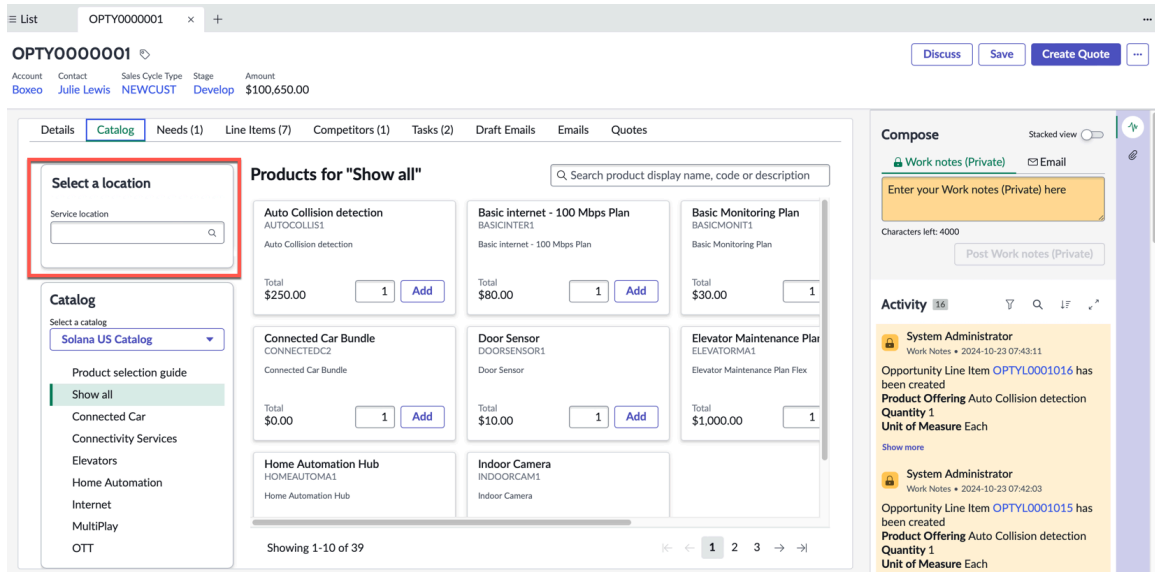 List
OPTY0000001
OPTY0000001
Discuss
Save
Create Quote
Account Contact Sales Cycle Type Stage Amount
Boxeo Julie Lewis NEWCUST Develop $100,650.00
Details Catalog Needs (1) Line Items (7) Competitors (1) Tasks (2) Draft Emails Emails Quotes
Select a location
Service location
Catalog
Select a catalog
Solana US Catalog
Product selection guide
Show all
Connected Car
Connectivity Services
Elevators
Home Automation
Internet
MultiPlay
OTT
Products for "Show all"
Search product display name, code or description
Auto Collision detection
AUTOCOLLIS1
Auto Collision detection
Total
$250.00 1 Add
Basic internet - 100 Mbps Plan
BASICINTER1
Basic internet - 100 Mbps Plan
Total
$80.00 1 Add
Basic Monitoring Plan
BASICMONIT1
Basic Monitoring Plan
Total
$30.00 1
Connected Car Bundle
CONNECTEDC2
Connected Car Bundle
Total
$0.00 1 Add
Door Sensor
DOORSENSOR1
Door Sensor
Total
$10.00 1 Add
Elevator Maintenance Plan
ELEVATORMA1
Elevator Maintenance Plan Flex
Total
$1,000.00 1
Home Automation Hub
HOMEAUTOMA1
Home Automation Hub
Indoor Camera
INDOORCAM1
Indoor Camera
Showing 1-10 of 39
1 2 3
Compose
Stacked view
Work notes (Private) Email
Enter your Work notes (Private) here
Characters left: 4000
Post Work notes (Private)
Activity 16
System Administrator
Work Notes • 2024-10-23 07:43:11
Opportunity Line Item OPTYL0001016 has
been created
Product Offering Auto Collision detection
Quantity 1
Unit of Measure Each
Show more
System Administrator
Work Notes • 2024-10-23 07:42:03
Opportunity Line Item OPTYL0001015 has
been created
Product Offering Auto Collision detection
Quantity 1
Unit of Measure Each